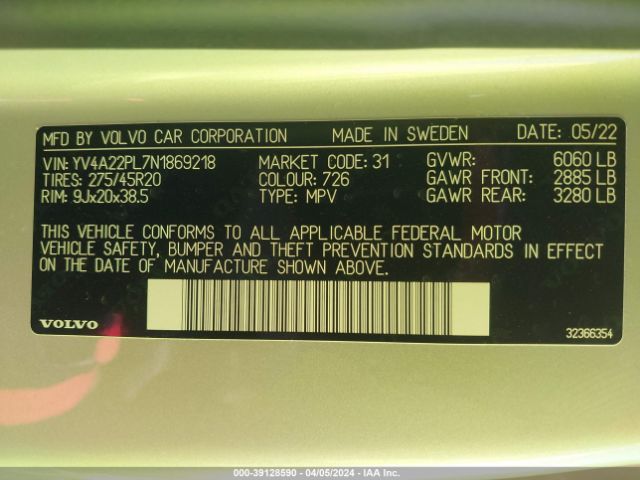 MFD BY VOLVO CAR CORPORATION MADE IN SWEDEN DATE: 05/22
VIN: YV4A22PL7N1869218 MARKET CODE: 31 GVWR: 6060 LB
TIRES: 275/45R20 COLOUR: 726 GAWR FRONT: 2885 LB
RIM: 9Jx20x38.5 TYPE: MPV GAWR REAR: 3280 LB
THIS VEHICLE CONFORMS TO ALL APPLICABLE FEDERAL MOTOR
VEHICLE SAFETY, BUMPER AND THEFT PREVENTION STANDARDS IN EFFECT
ON THE DATE OF MANUFACTURE SHOWN ABOVE.
VOLVO 32366354
000-39128590 - 04/05/2024 - IAA Inc.